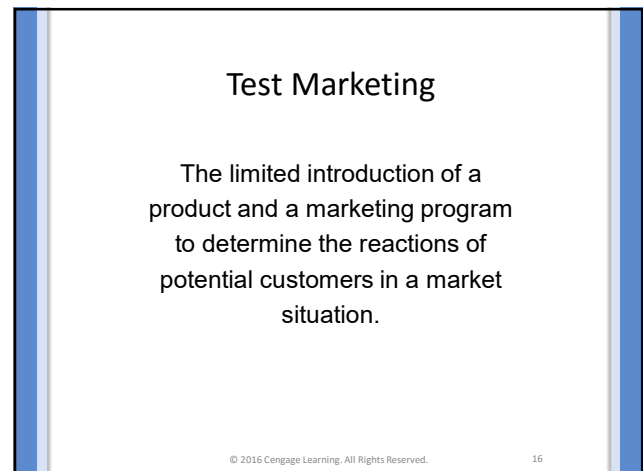 Test Marketing
The limited introduction of a
product and a marketing program
to determine the reactions of
potential customers in a market
situation.
© 2016 Cengage Learning. All Rights Reserved.
16